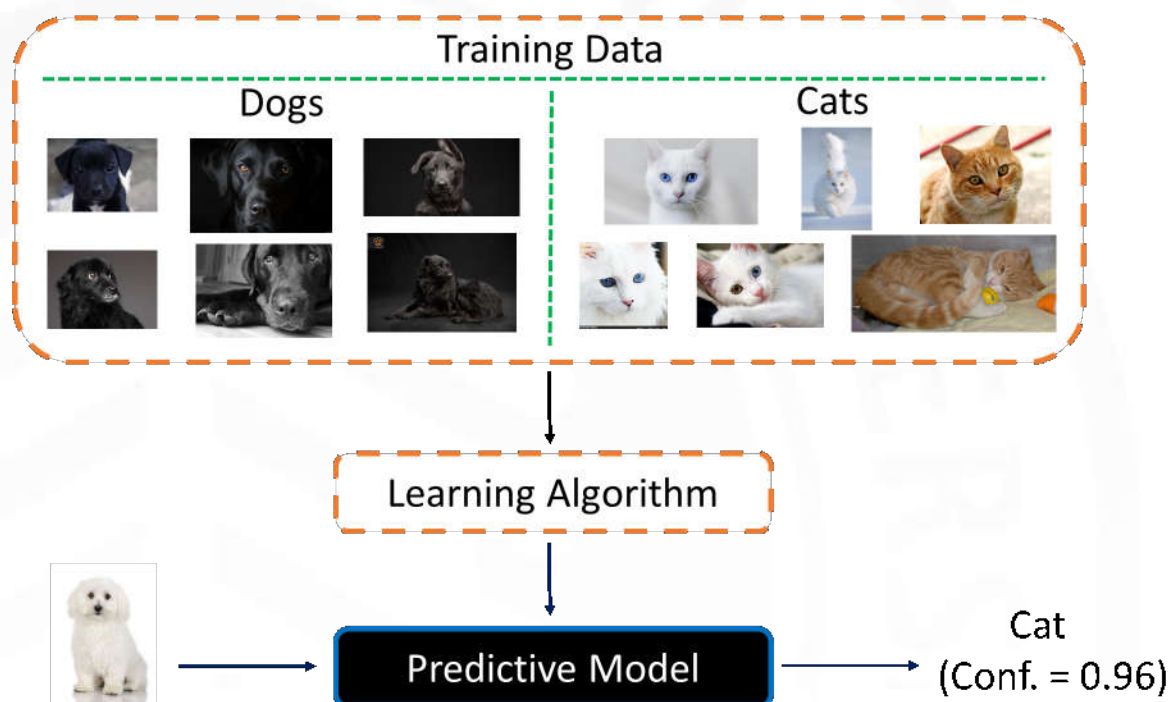 Training Data
Dogs
Cats
Learning Algorithm
Predictive Model
Cat
(Conf. = 0.96)